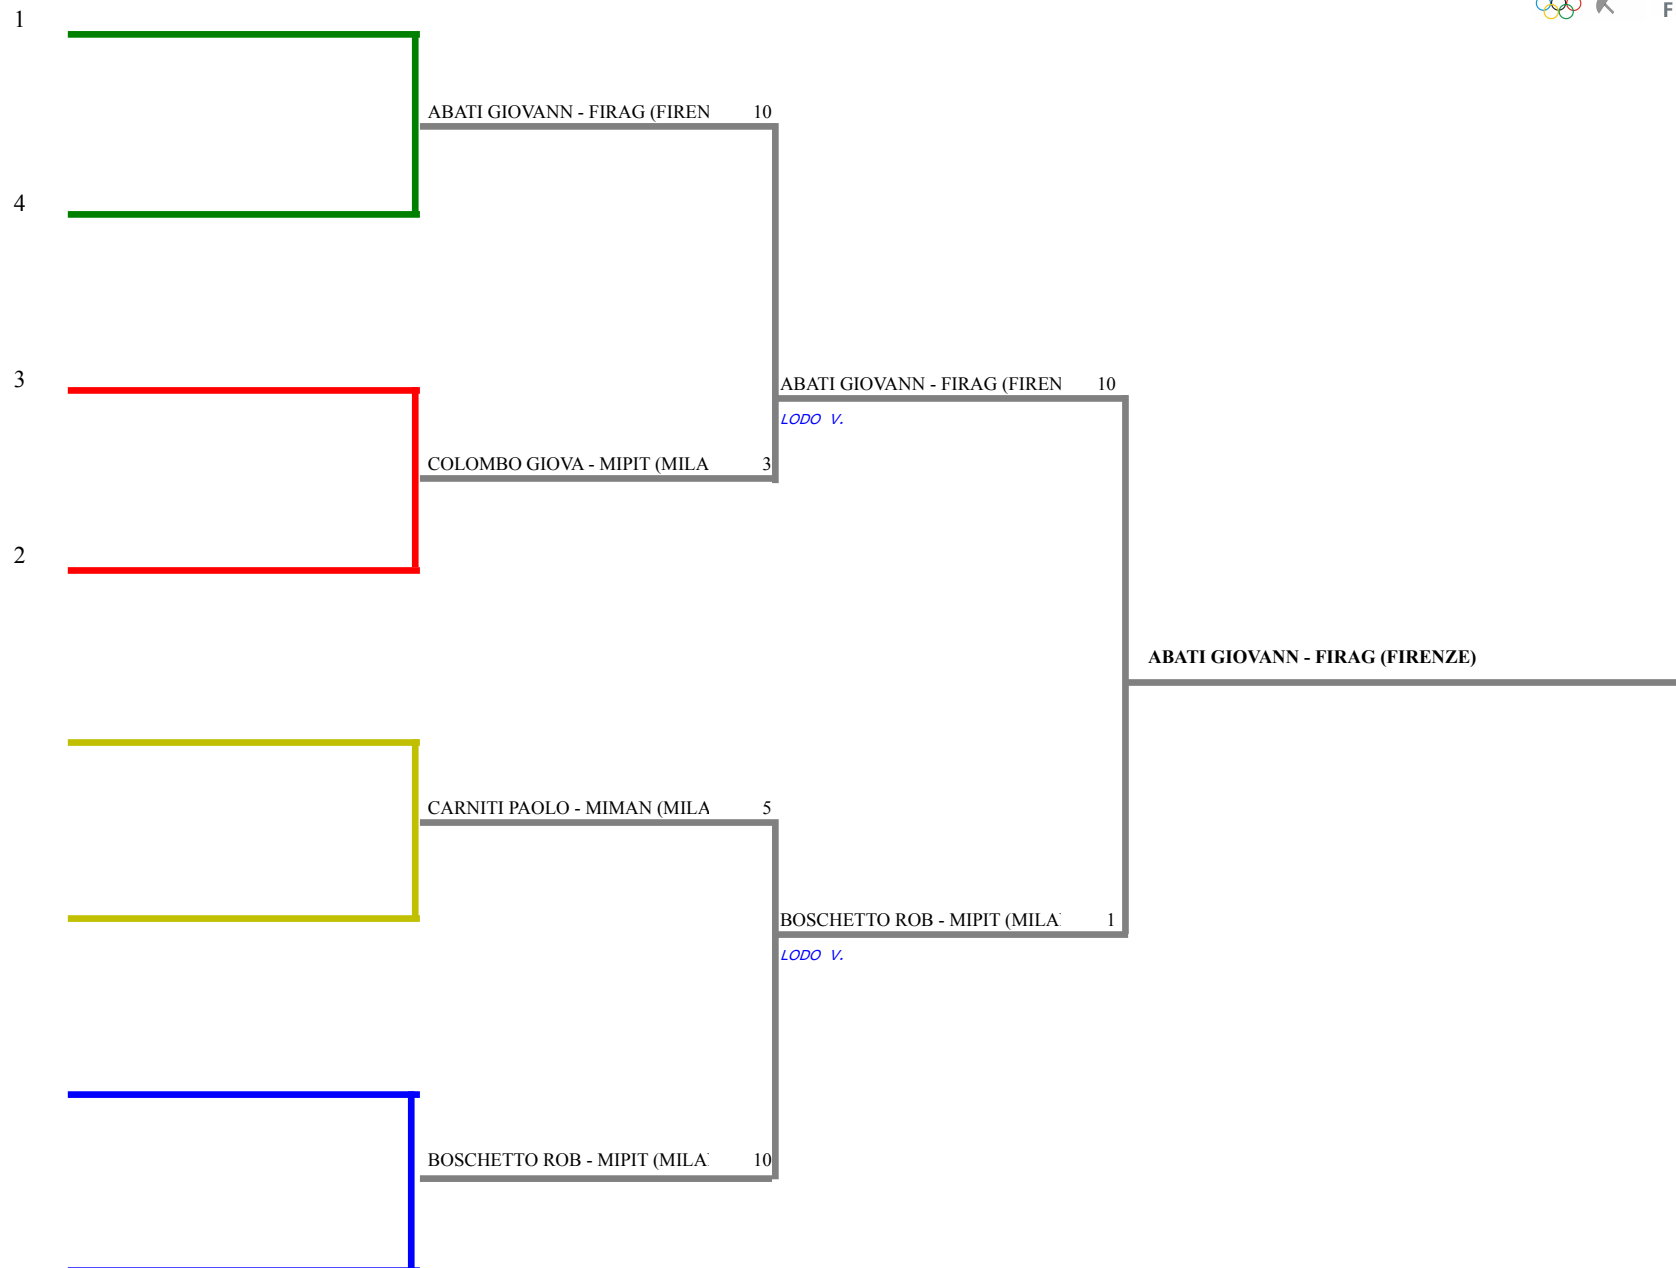 F
1
ABATI GIOVANN - FIRAG (FIREN 10
4
3
ABATI GIOVANN - FIRAG (FIREN 10
LODO V.
COLOMBO GIOVA - MIPIT (MILA 3
2
ABATI GIOVANN - FIRAG (FIRENZE)
CARNITI PAOLO - MIMAN (MILA 5
BOSCHETTO ROB - MIPIT (MILA 1
LODO V.
BOSCHETTO ROB - MIPIT (MILA 10